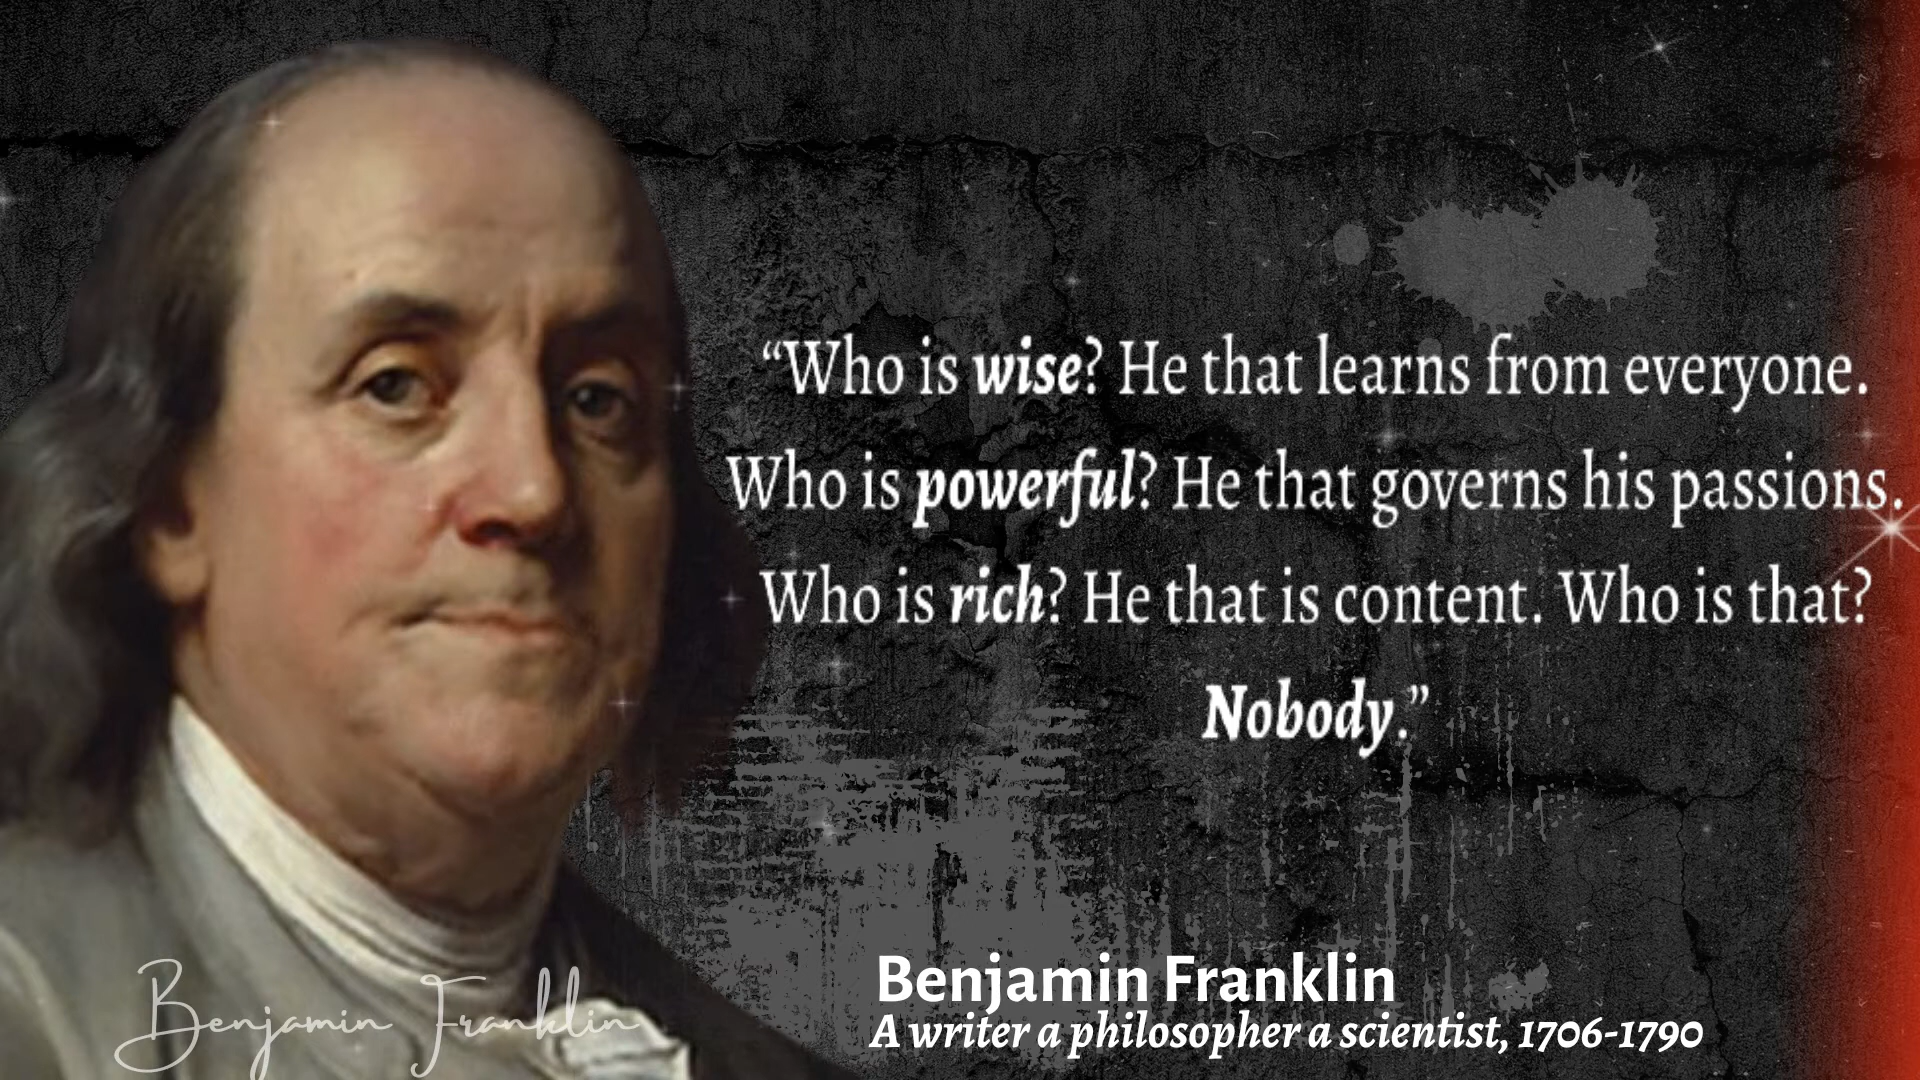 “Who is wise? He that learns from everyone.
Who is powerful? He that governs his passions.
Who is rich? He that is content. Who is that?
Nobody.”
Benjamin Franklin
A writer a philosopher a scientist, 1706-1790
Benjamin Franklin